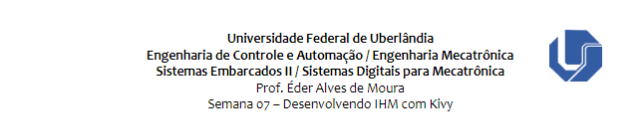 Universidade Federal de Uberlândia
Engenharia de Controle e Automação / Engenharia Mecatrônica
Sistemas Embarcados II / Sistemas Digitais para Mecatrônica
Prof. Éder Alves de Moura
Semana 07 – Desenvolvendo IHM com Kivy